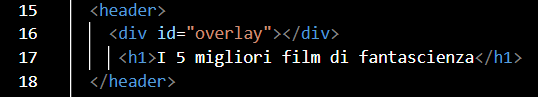 15 <header>
16 <div id="overlay"></div>
17 <h1>I 5 migliori film di fantascienza</h1>
18 </header>